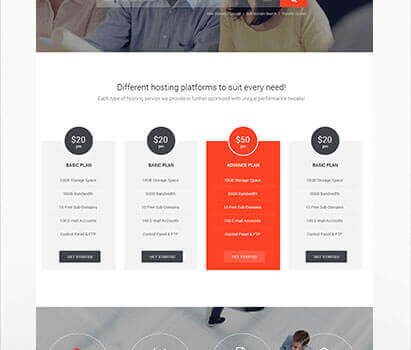 Different hosting platforms to suit every need!
Each type of hosting service we provide is further optimized with unique performance tweaks!
$20
pm
$20
pm
$50
pm
$20
pm
BASIC PLAN
BASIC PLAN
ADVANCE PLAN
BASIC PLAN
10GB Storage Space
10GB Storage Space
10GB Storage Space
10GB Storage Space
50GB Bandwidth
50GB Bandwidth
50GB Bandwidth
50GB Bandwidth
10 Free Sub-Domains
10 Free Sub-Domains
10 Free Sub-Domains
10 Free Sub-Domains
100 E-mail Accounts
100 E-mail Accounts
100 E-mail Accounts
100 E-mail Accounts
Control Panel & FTP
Control Panel & FTP
Control Panel & FTP
Control Panel & FTP
GET STARTED
GET STARTED
GET STARTED
GET STARTED